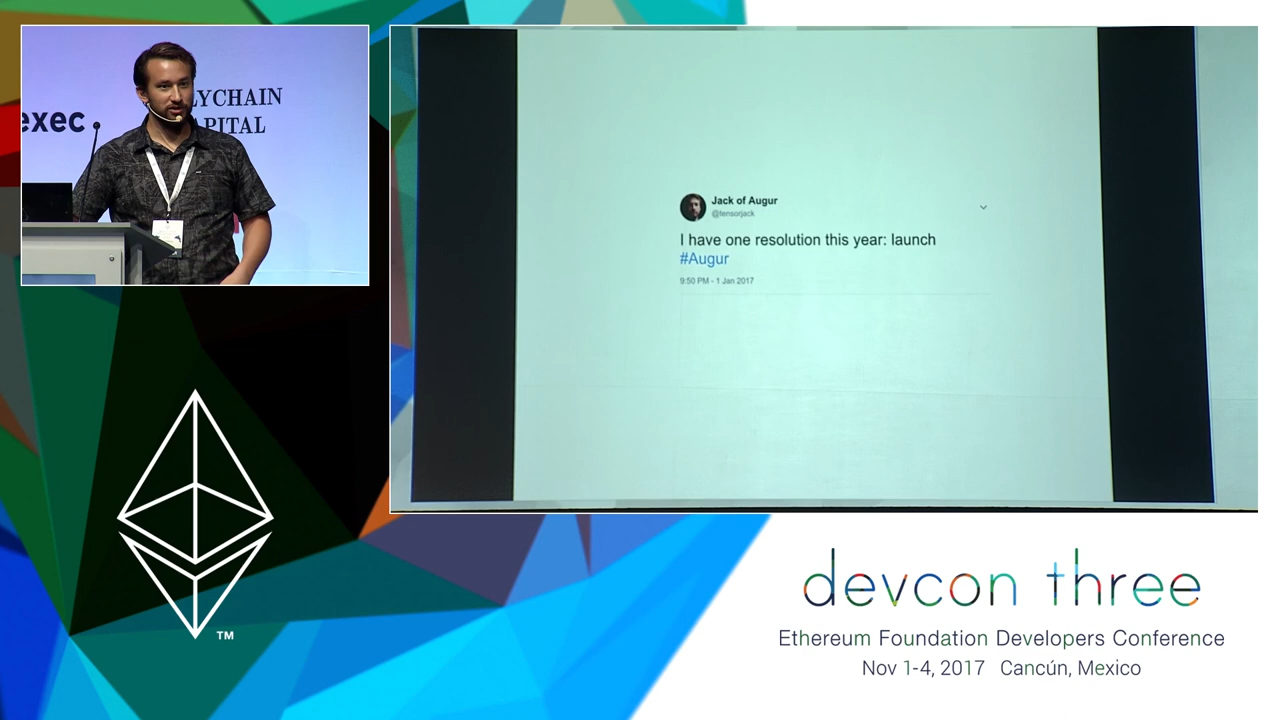 exec
LYCHAIN
APITAL
Jack of Augur
@tensorjack
I have one resolution this year: launch
#Augur
9:50 PM - 1 Jan 2017
TM
devcon three
Ethereum Foundation Developers Conference
Nov 1-4, 2017 Cancún, Mexico